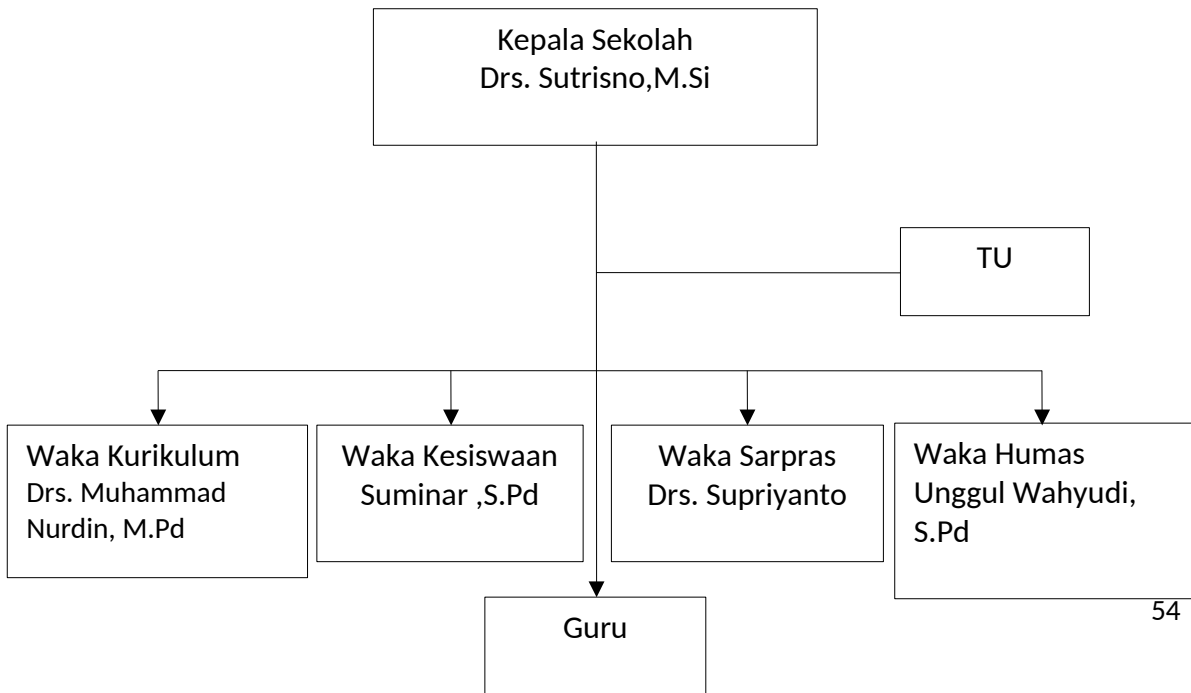 Kepala Sekolah
Drs. Sutrisno,M.Si
TU
Waka Kurikulum
Drs. Muhammad
Nurdin, M.Pd
Waka Kesiswaan
Suminar ,S.Pd
Waka Sarpras
Drs. Supriyanto
Waka Humas
Unggul Wahyudi,
S.Pd
54
Guru